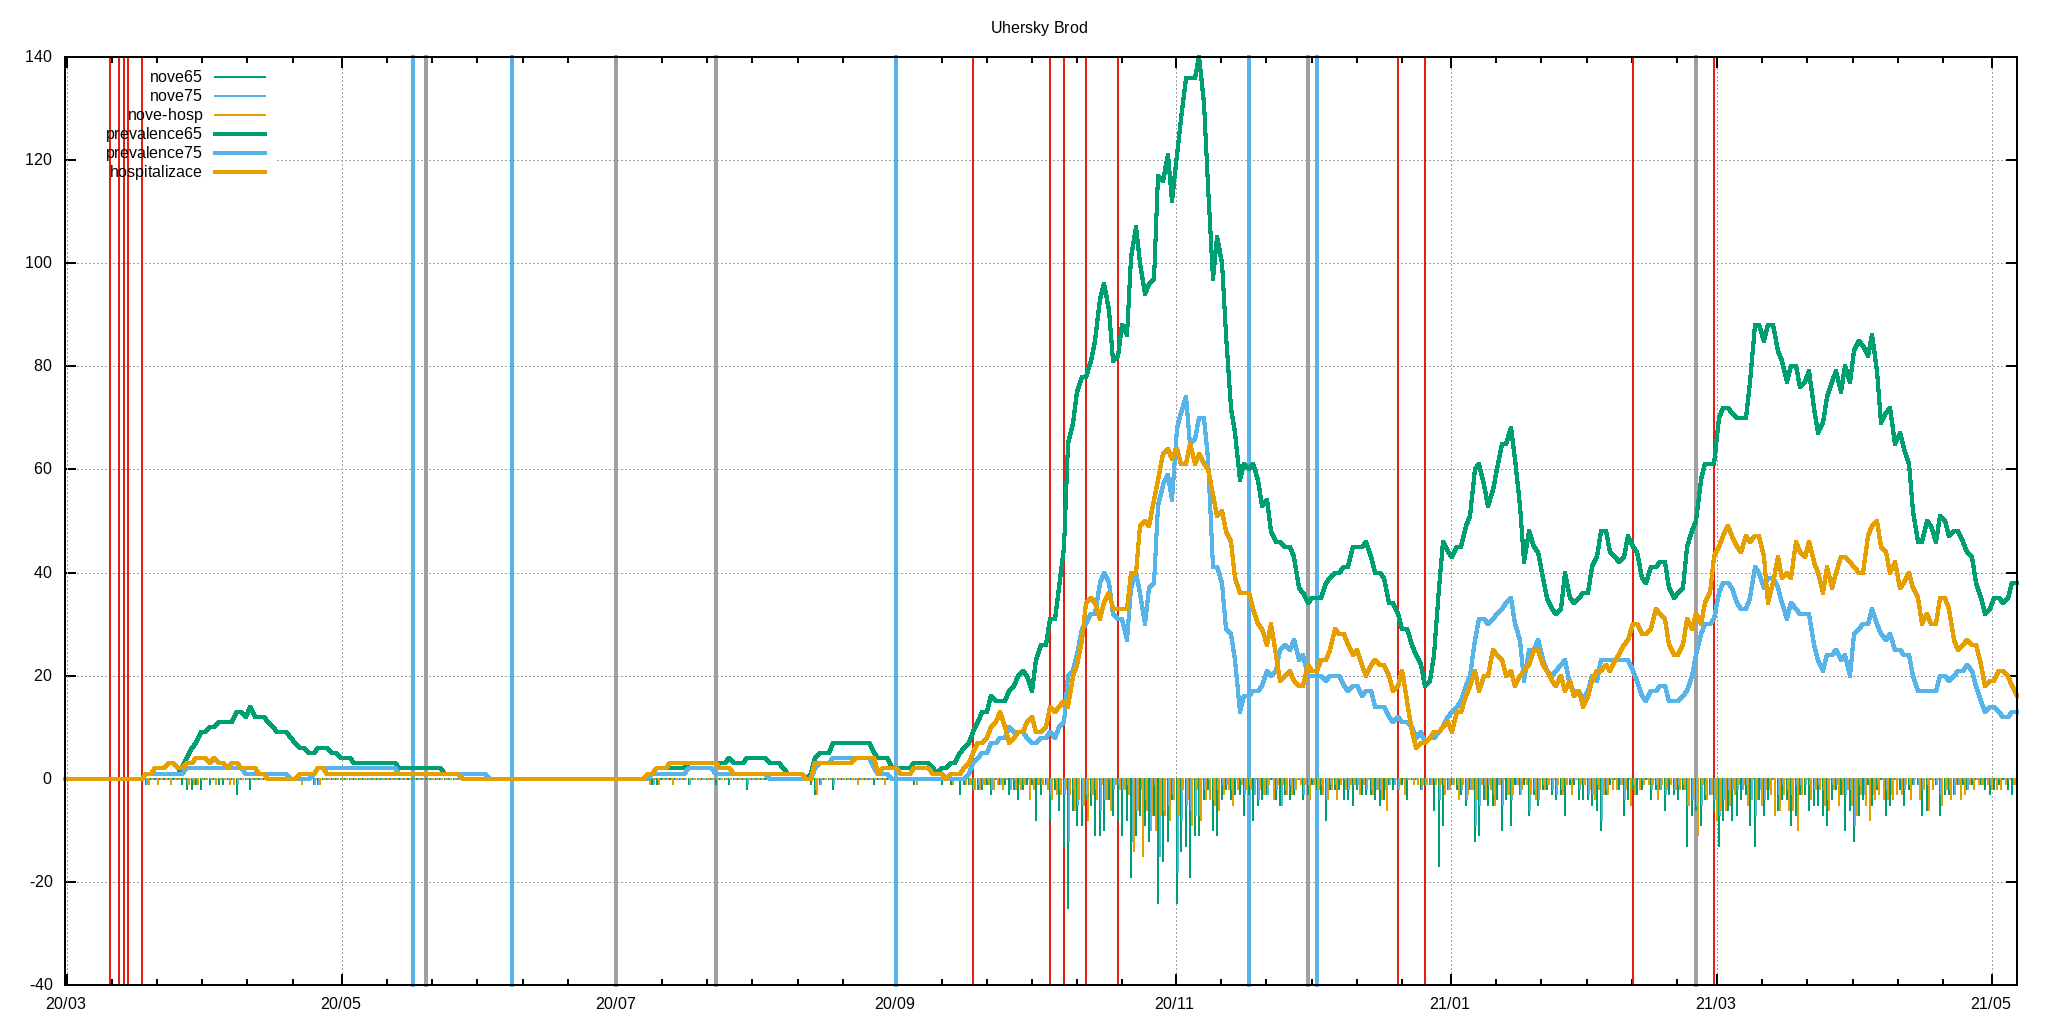 Uhersky Brod
140
120
100
80
60
40
20
0
-20
-40
nove65
nove75
nove-hosp
prevalence65
prevalence75
hospitalizace
20/03 20/05 20/07 20/09 20/11 21/01 21/03 21/05